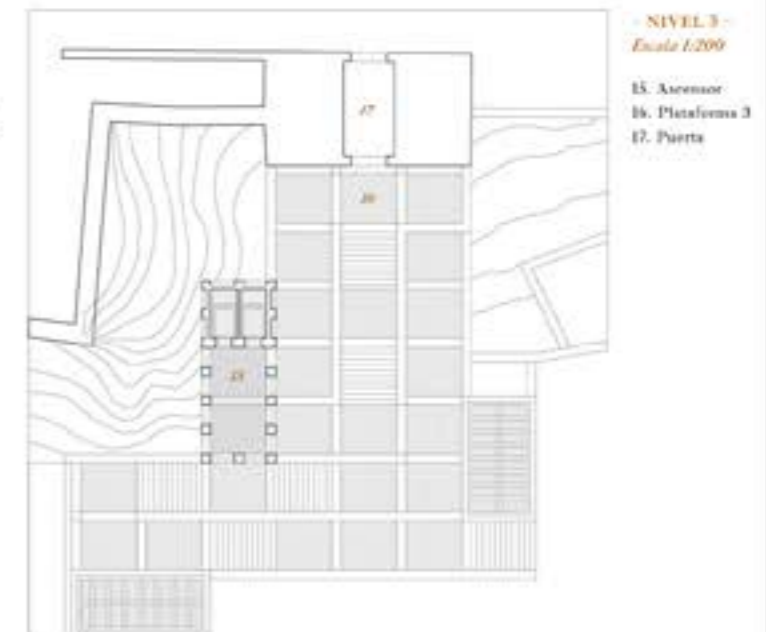 - NIVEL 3 -
Escala 1:200
15. Ascensor
16. Plataforma 3
17. Puerta
17
16
15